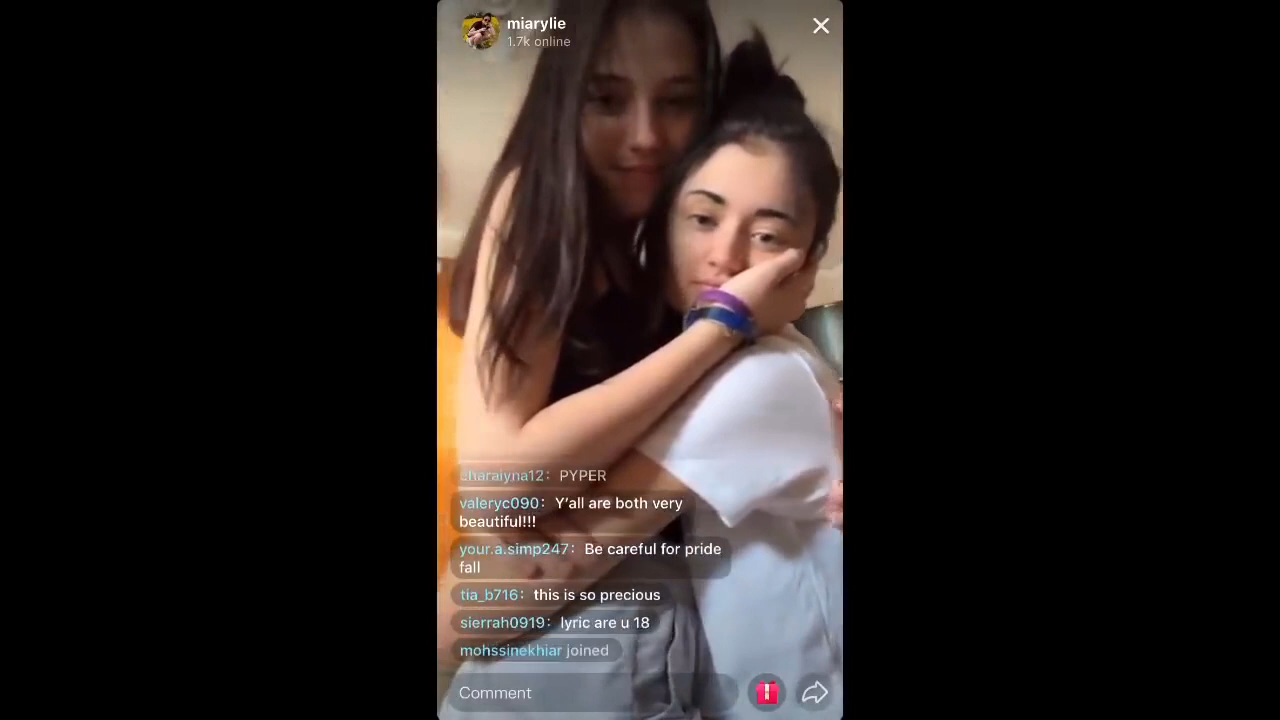 miarylie
1.7k online
charaiyna12: PYPER
valeryc090: Y’all are both very
beautiful!!!
your.a.simp247: Be careful for pride
fall
tia_b716: this is so precious
sierrah0919: lyric are u 18
mohssinekhiar joined
Comment